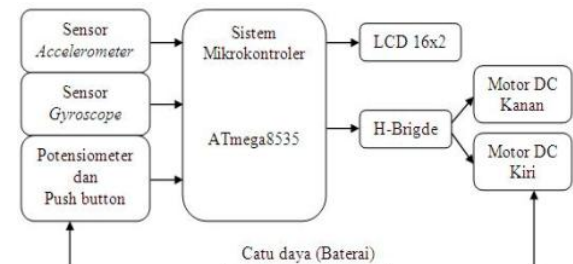 Sensor
Accelerometer
Sensor
Gyroscope
Potensiometer
dan
Push button
Sistem
Mikrokontroler
ATmega8535
LCD 16x2
H-Brigde
Motor DC
Kanan
Motor DC
Kiri
Catu daya (Baterai)